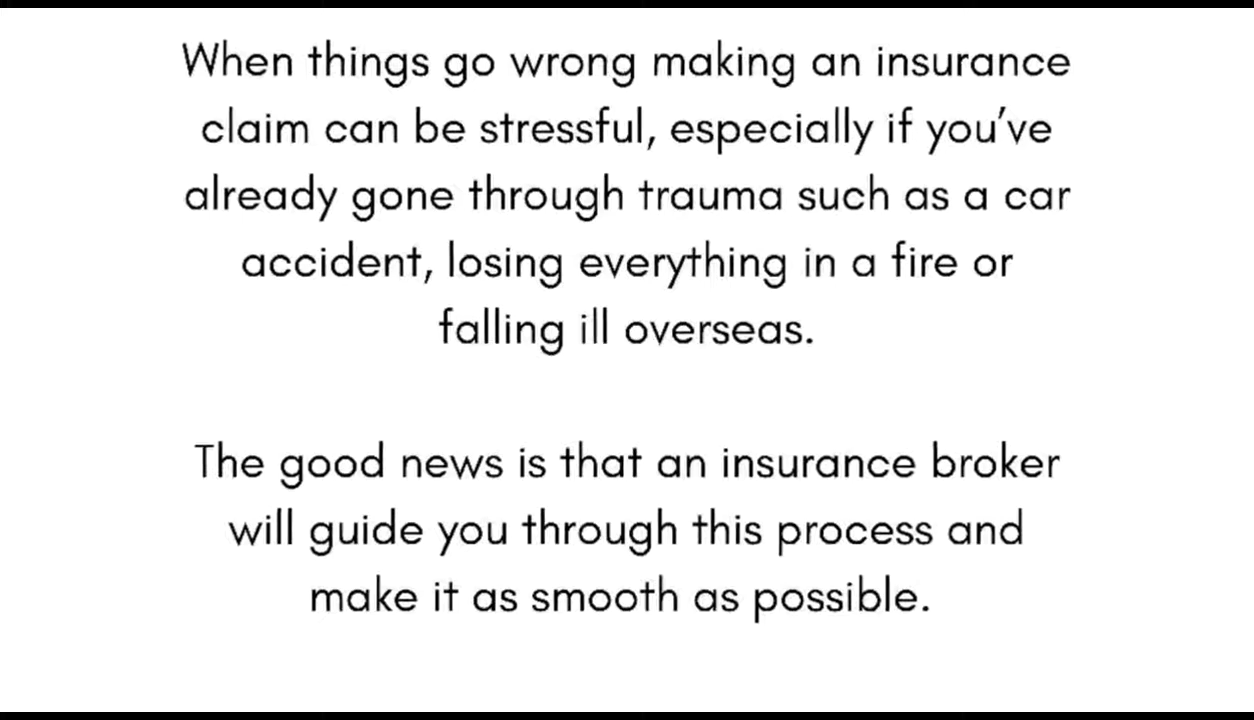 When things go wrong making an insurance
claim can be stressful, especially if you've
already gone through trauma such as a car
accident, losing everything in a fire or
falling ill overseas.
The good news is that an insurance broker
will guide you through this process and
make it as smooth as possible.